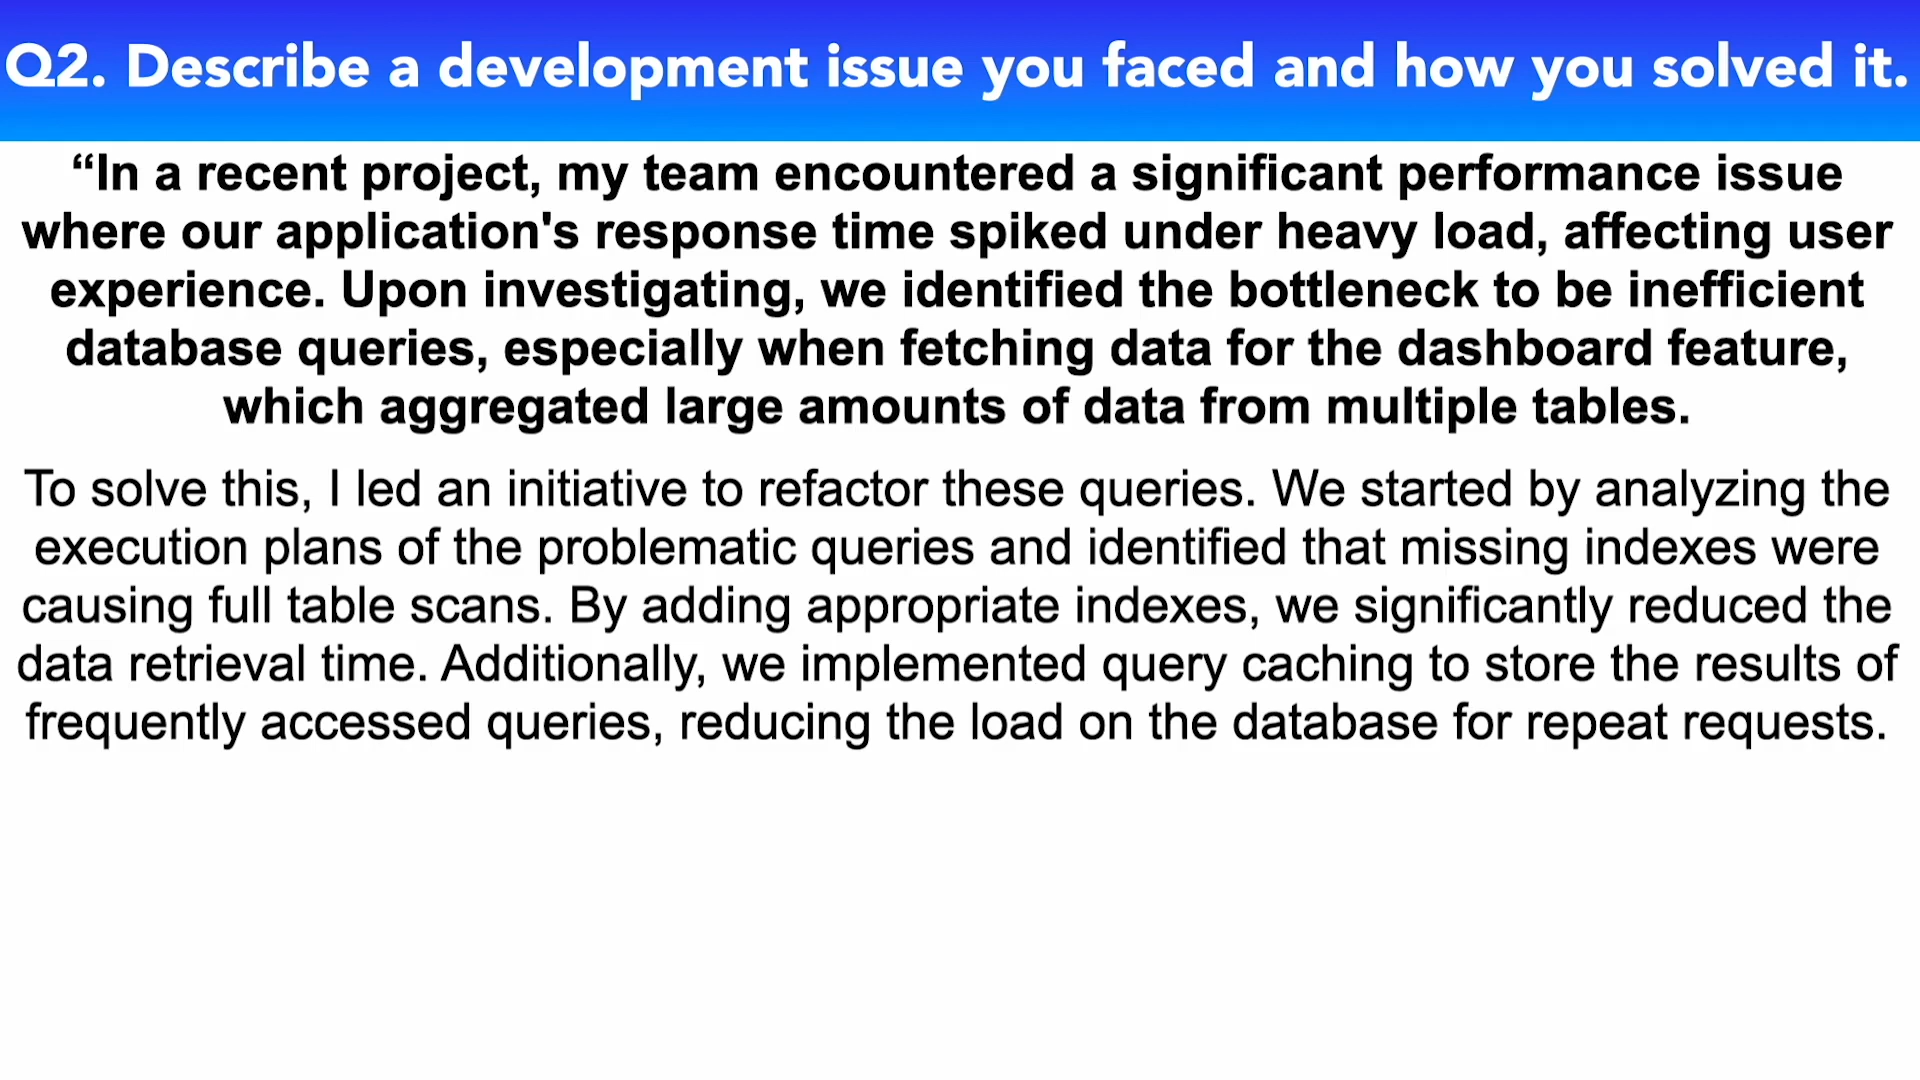 Q2. Describe a development issue you faced and how you solved it.
“In a recent project, my team encountered a significant performance issue
where our application's response time spiked under heavy load, affecting user
experience. Upon investigating, we identified the bottleneck to be inefficient
database queries, especially when fetching data for the dashboard feature,
which aggregated large amounts of data from multiple tables.
To solve this, I led an initiative to refactor these queries. We started by analyzing the
execution plans of the problematic queries and identified that missing indexes were
causing full table scans. By adding appropriate indexes, we significantly reduced the
data retrieval time. Additionally, we implemented query caching to store the results of
frequently accessed queries, reducing the load on the database for repeat requests.